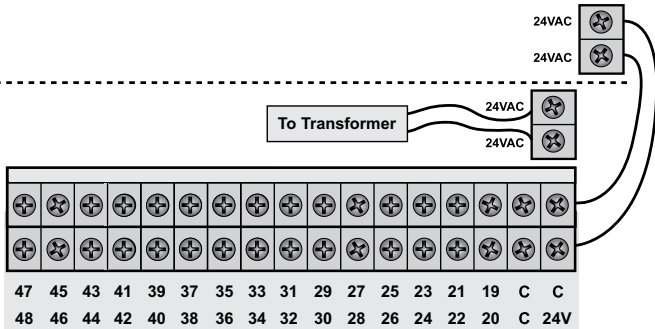 24VAC
24VAC
24VAC
To Transformer
24VAC
47 45 43 41 39 37 35 33 31 29 27 25 23 21 19 C C
48 46 44 42 40 38 36 34 32 30 28 26 24 22 20 C 24V